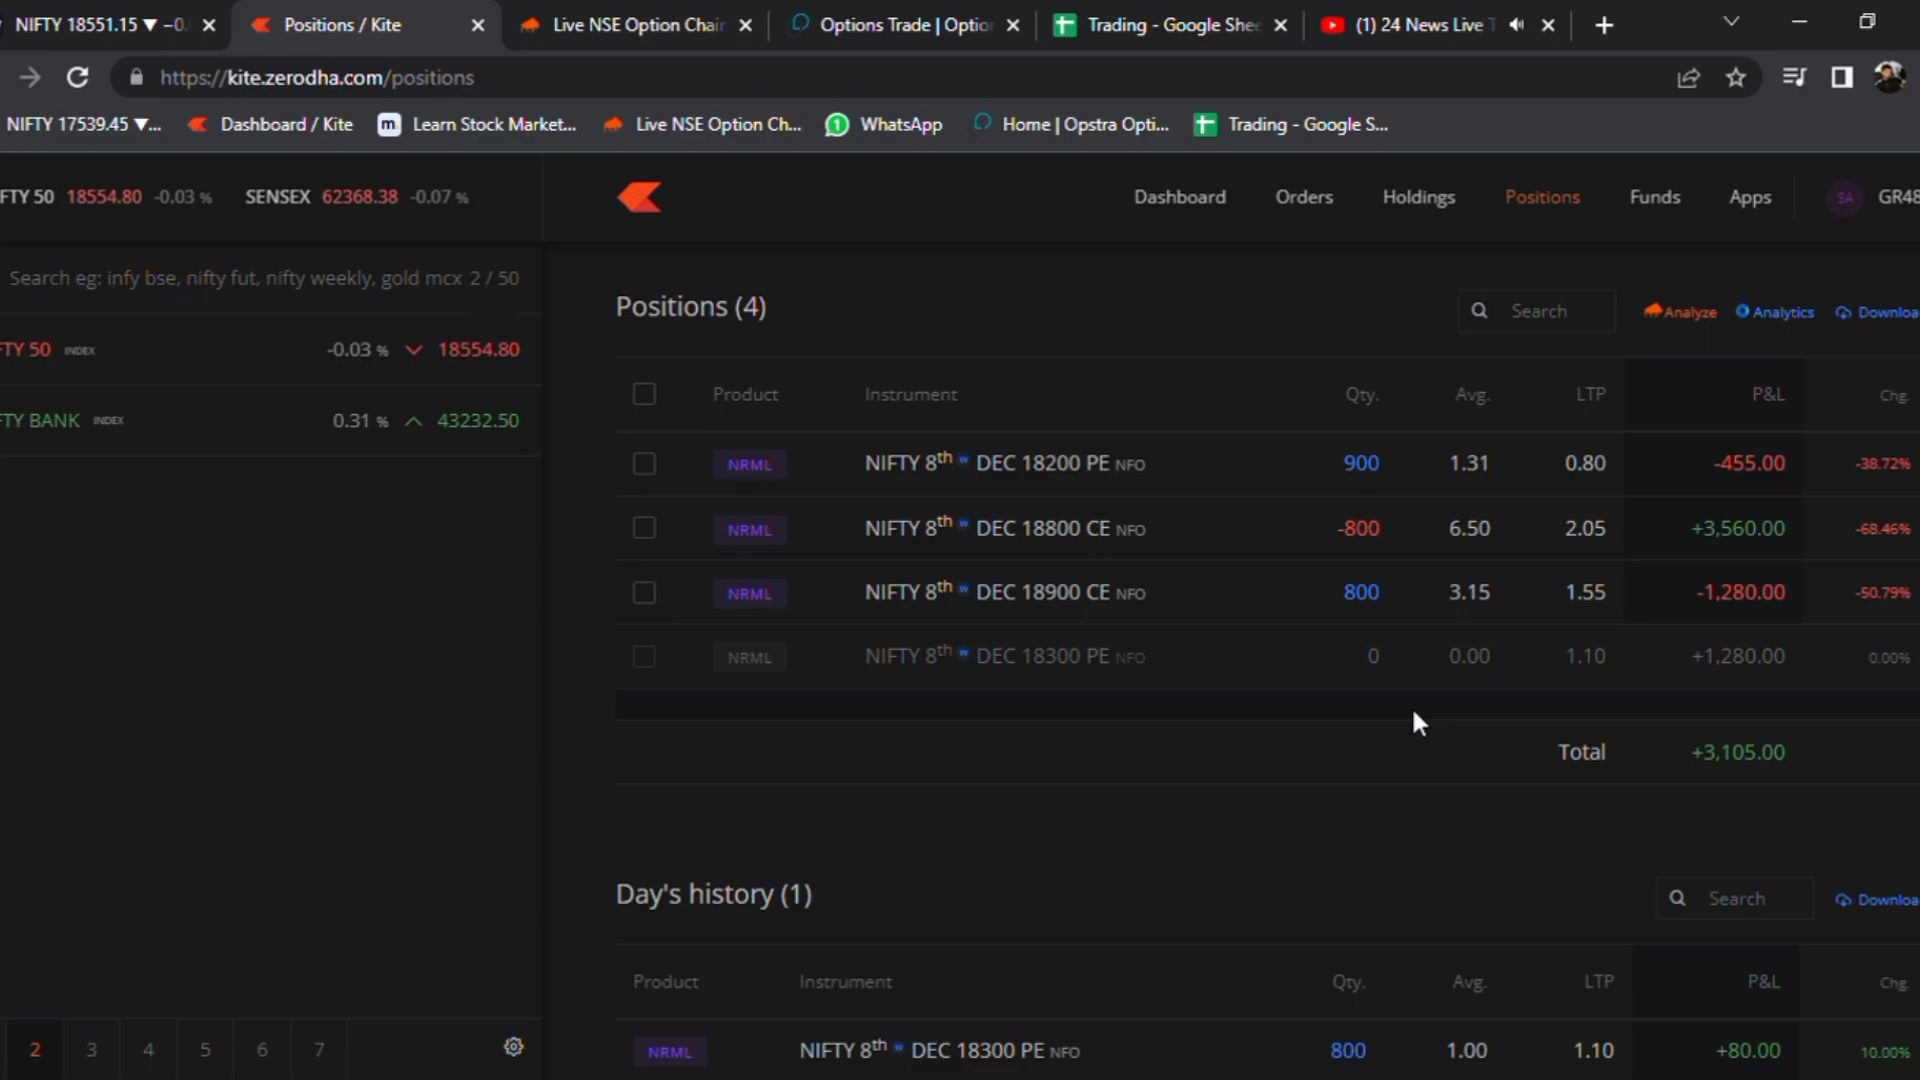 NIFTY 18551.15 ▼ −0.
Positions / Kite
Live NSE Option Chai
Options Trade | Optio
Trading - Google Shee
(1) 24 News Live T
https://kite.zerodha.com/positions
NIFTY 17539.45 ▼...
Dashboard / Kite
m
Learn Stock Market...
Live NSE Option Ch...
1
WhatsApp
Home | Opstra Opti...
Trading - Google S...
FTY 50 18554.80 -0.03 %
SENSEX 62368.38 -0.07 %
Dashboard
Orders
Holdings
Positions
Funds
Apps
SA
GR48
Search eg: infy bse, nifty fut, nifty weekly, gold mcx 2 / 50
FTY 50 INDEX -0.03 % 18554.80
FTY BANK INDEX 0.31 % 43232.50
Positions (4)
Search
Analyze
Analytics
Downloa
Product Instrument Qty. Avg. LTP P&L Chg.
NRML NIFTY 8th w DEC 18200 PE NFO 900 1.31 0.80 -455.00 -38.72%
NRML NIFTY 8th w DEC 18800 CE NFO -800 6.50 2.05 +3,560.00 -68.46%
NRML NIFTY 8th w DEC 18900 CE NFO 800 3.15 1.55 -1,280.00 -50.79%
NRML NIFTY 8th w DEC 18300 PE NFO 0 0.00 1.10 +1,280.00 0.00%
Total +3,105.00
Day's history (1)
Search
Downloa
Product Instrument Qty. Avg. LTP P&L Chg.
NRML NIFTY 8th w DEC 18300 PE NFO 800 1.00 1.10 +80.00 10.00%
2 3 4 5 6 7